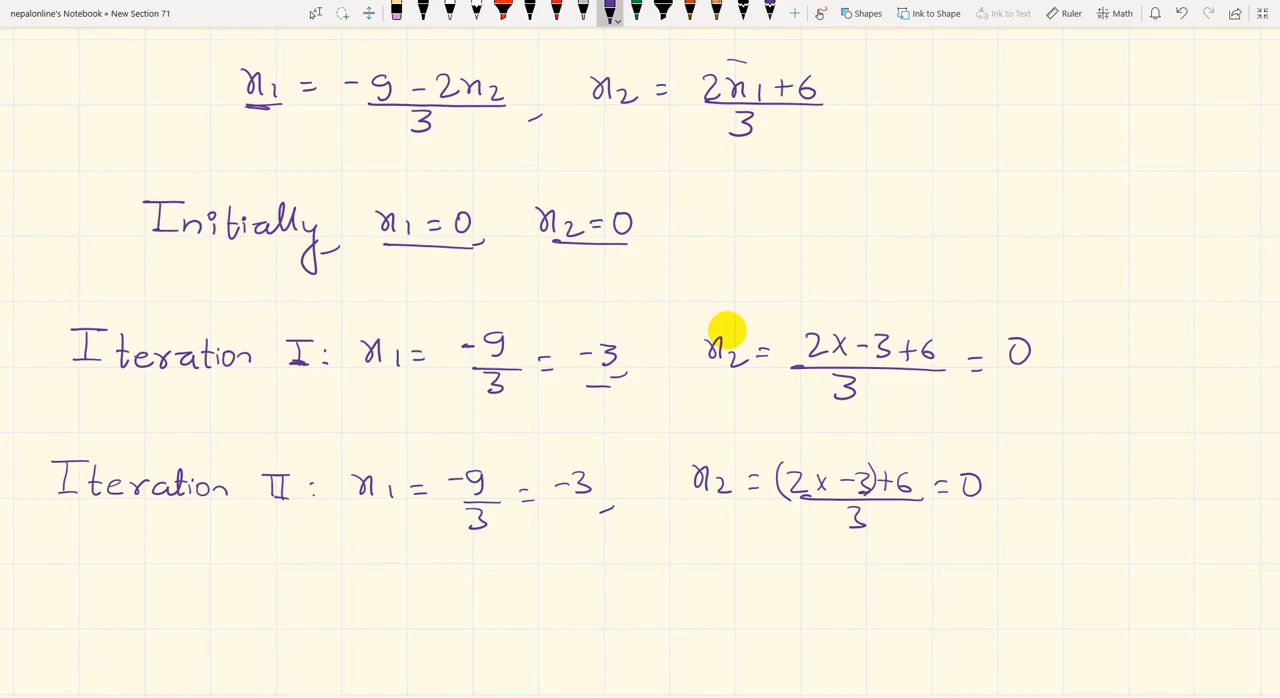 nepalonline's Notebook » New Section 71
Shapes Ink to Shape Ink to Text Ruler Math
x1 = -9 - 2x2 / 3 , x2 = 2x1 + 6 / 3
Initially, x1 = 0, x2 = 0
Iteration I: x1 = -9/3 = -3, x2 = 2x-3+6 / 3 = 0
Iteration II: x1 = -9/3 = -3, x2 = (2x-3)+6 / 3 = 0